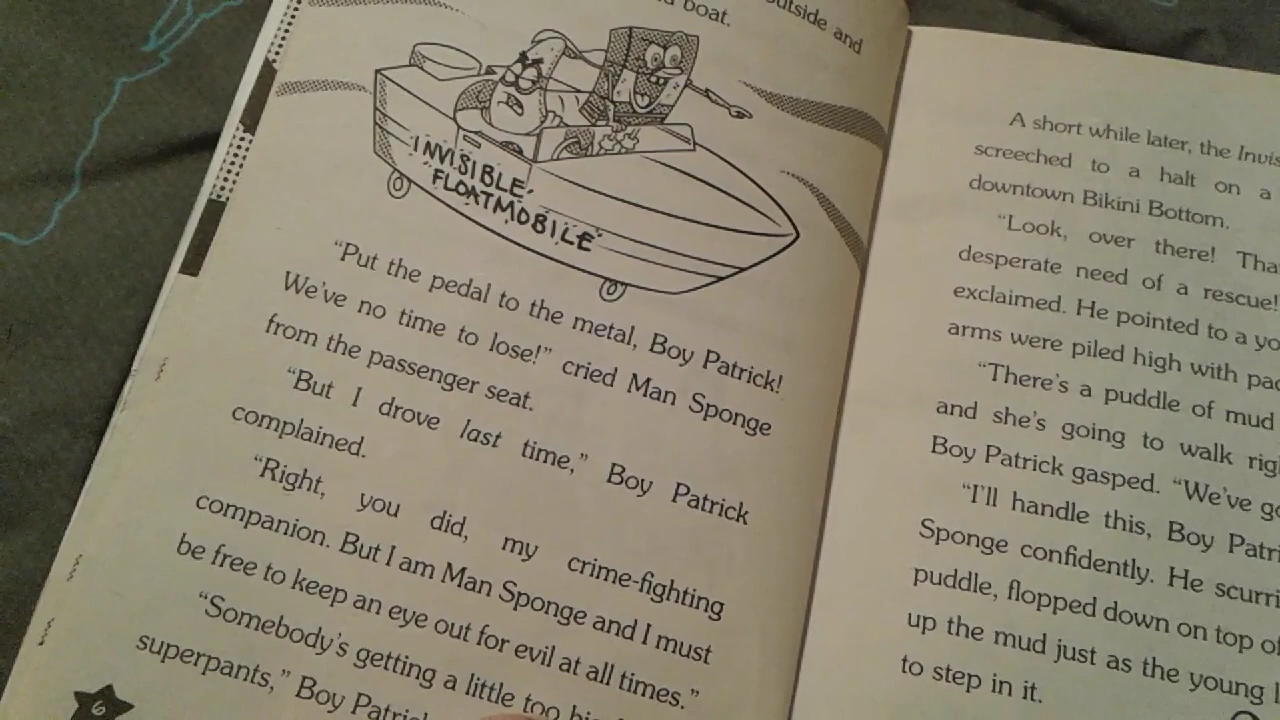 outside and
boat.
INVISIBLE
FLOATMOBILE
“Put the pedal to the metal, Boy Patrick!
We’ve no time to lose!” cried Man Sponge
from the passenger seat.
“But I drove last time,” Boy Patrick
complained.
“Right, you did, my crime-fighting
companion. But I am Man Sponge and I must
be free to keep an eye out for evil at all times.”
“Somebody’s getting a little too
superpants,” Boy Patrick
6
A short while later, the
screeched to a halt on a
downtown Bikini Bottom.
“Look, over there!
desperate need of a rescue!
exclaimed. He pointed to a
arms were piled high with
“There’s a puddle of mud
and she’s going to walk
Boy Patrick gasped. “We’ve
“I’ll handle this, Boy
Sponge confidently. He
puddle, flopped down on top
up the mud just as the young
to step in it.